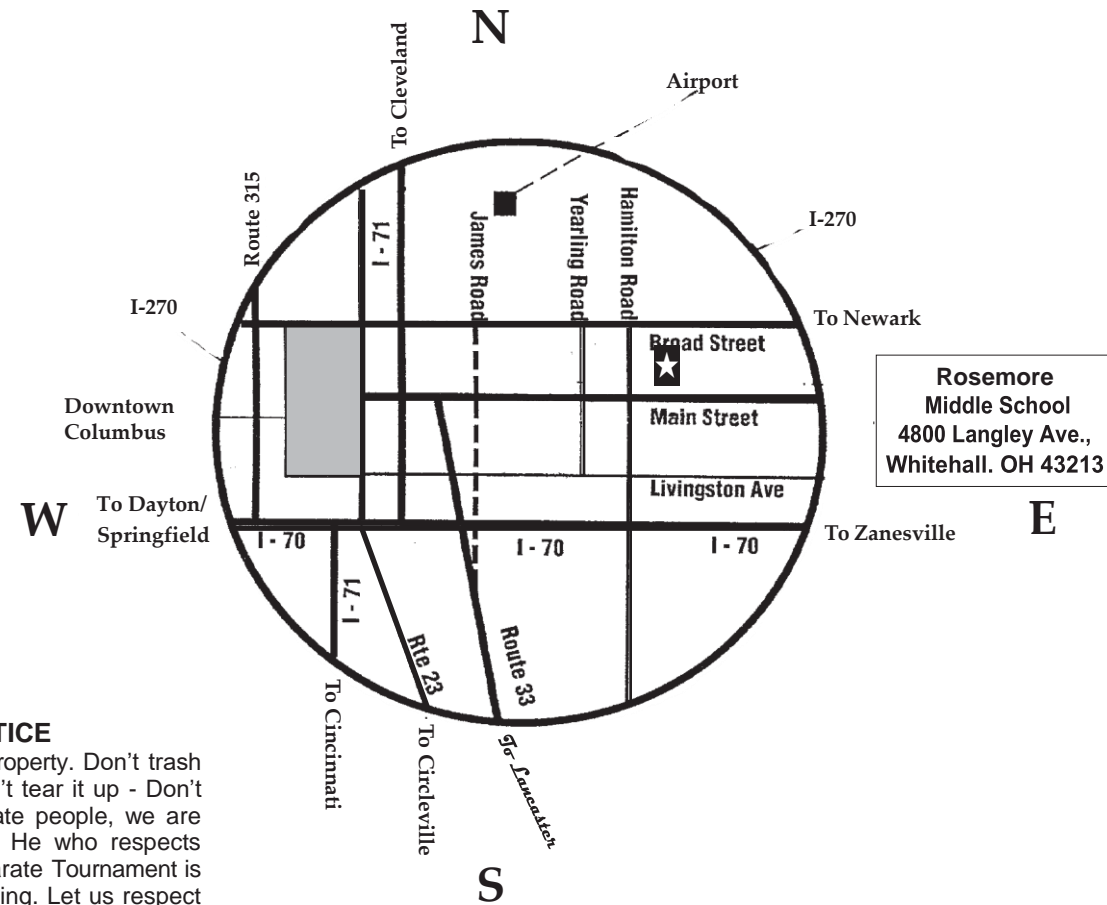 N
Airport
To Cleveland
Route 315
I - 71
James Road
Yearling Road
Hamilton Road
I-270
I-270
To Newark
Broad Street
Rosemore
Middle School
4800 Langley Ave.,
Whitehall. OH 43213
Downtown
Columbus
Main Street
Livingston Ave
W
To Dayton/
Springfield
E
To Zanesville
I - 70
I - 70
I - 70
I - 71
Rte 23
Route 33
To Cincinnati
To Circleville
To Lancaster
S
TICE
roperty. Don't trash
't tear it up - Don't
ate people, we are
He who respects
arate Tournament is
ing. Let us respect